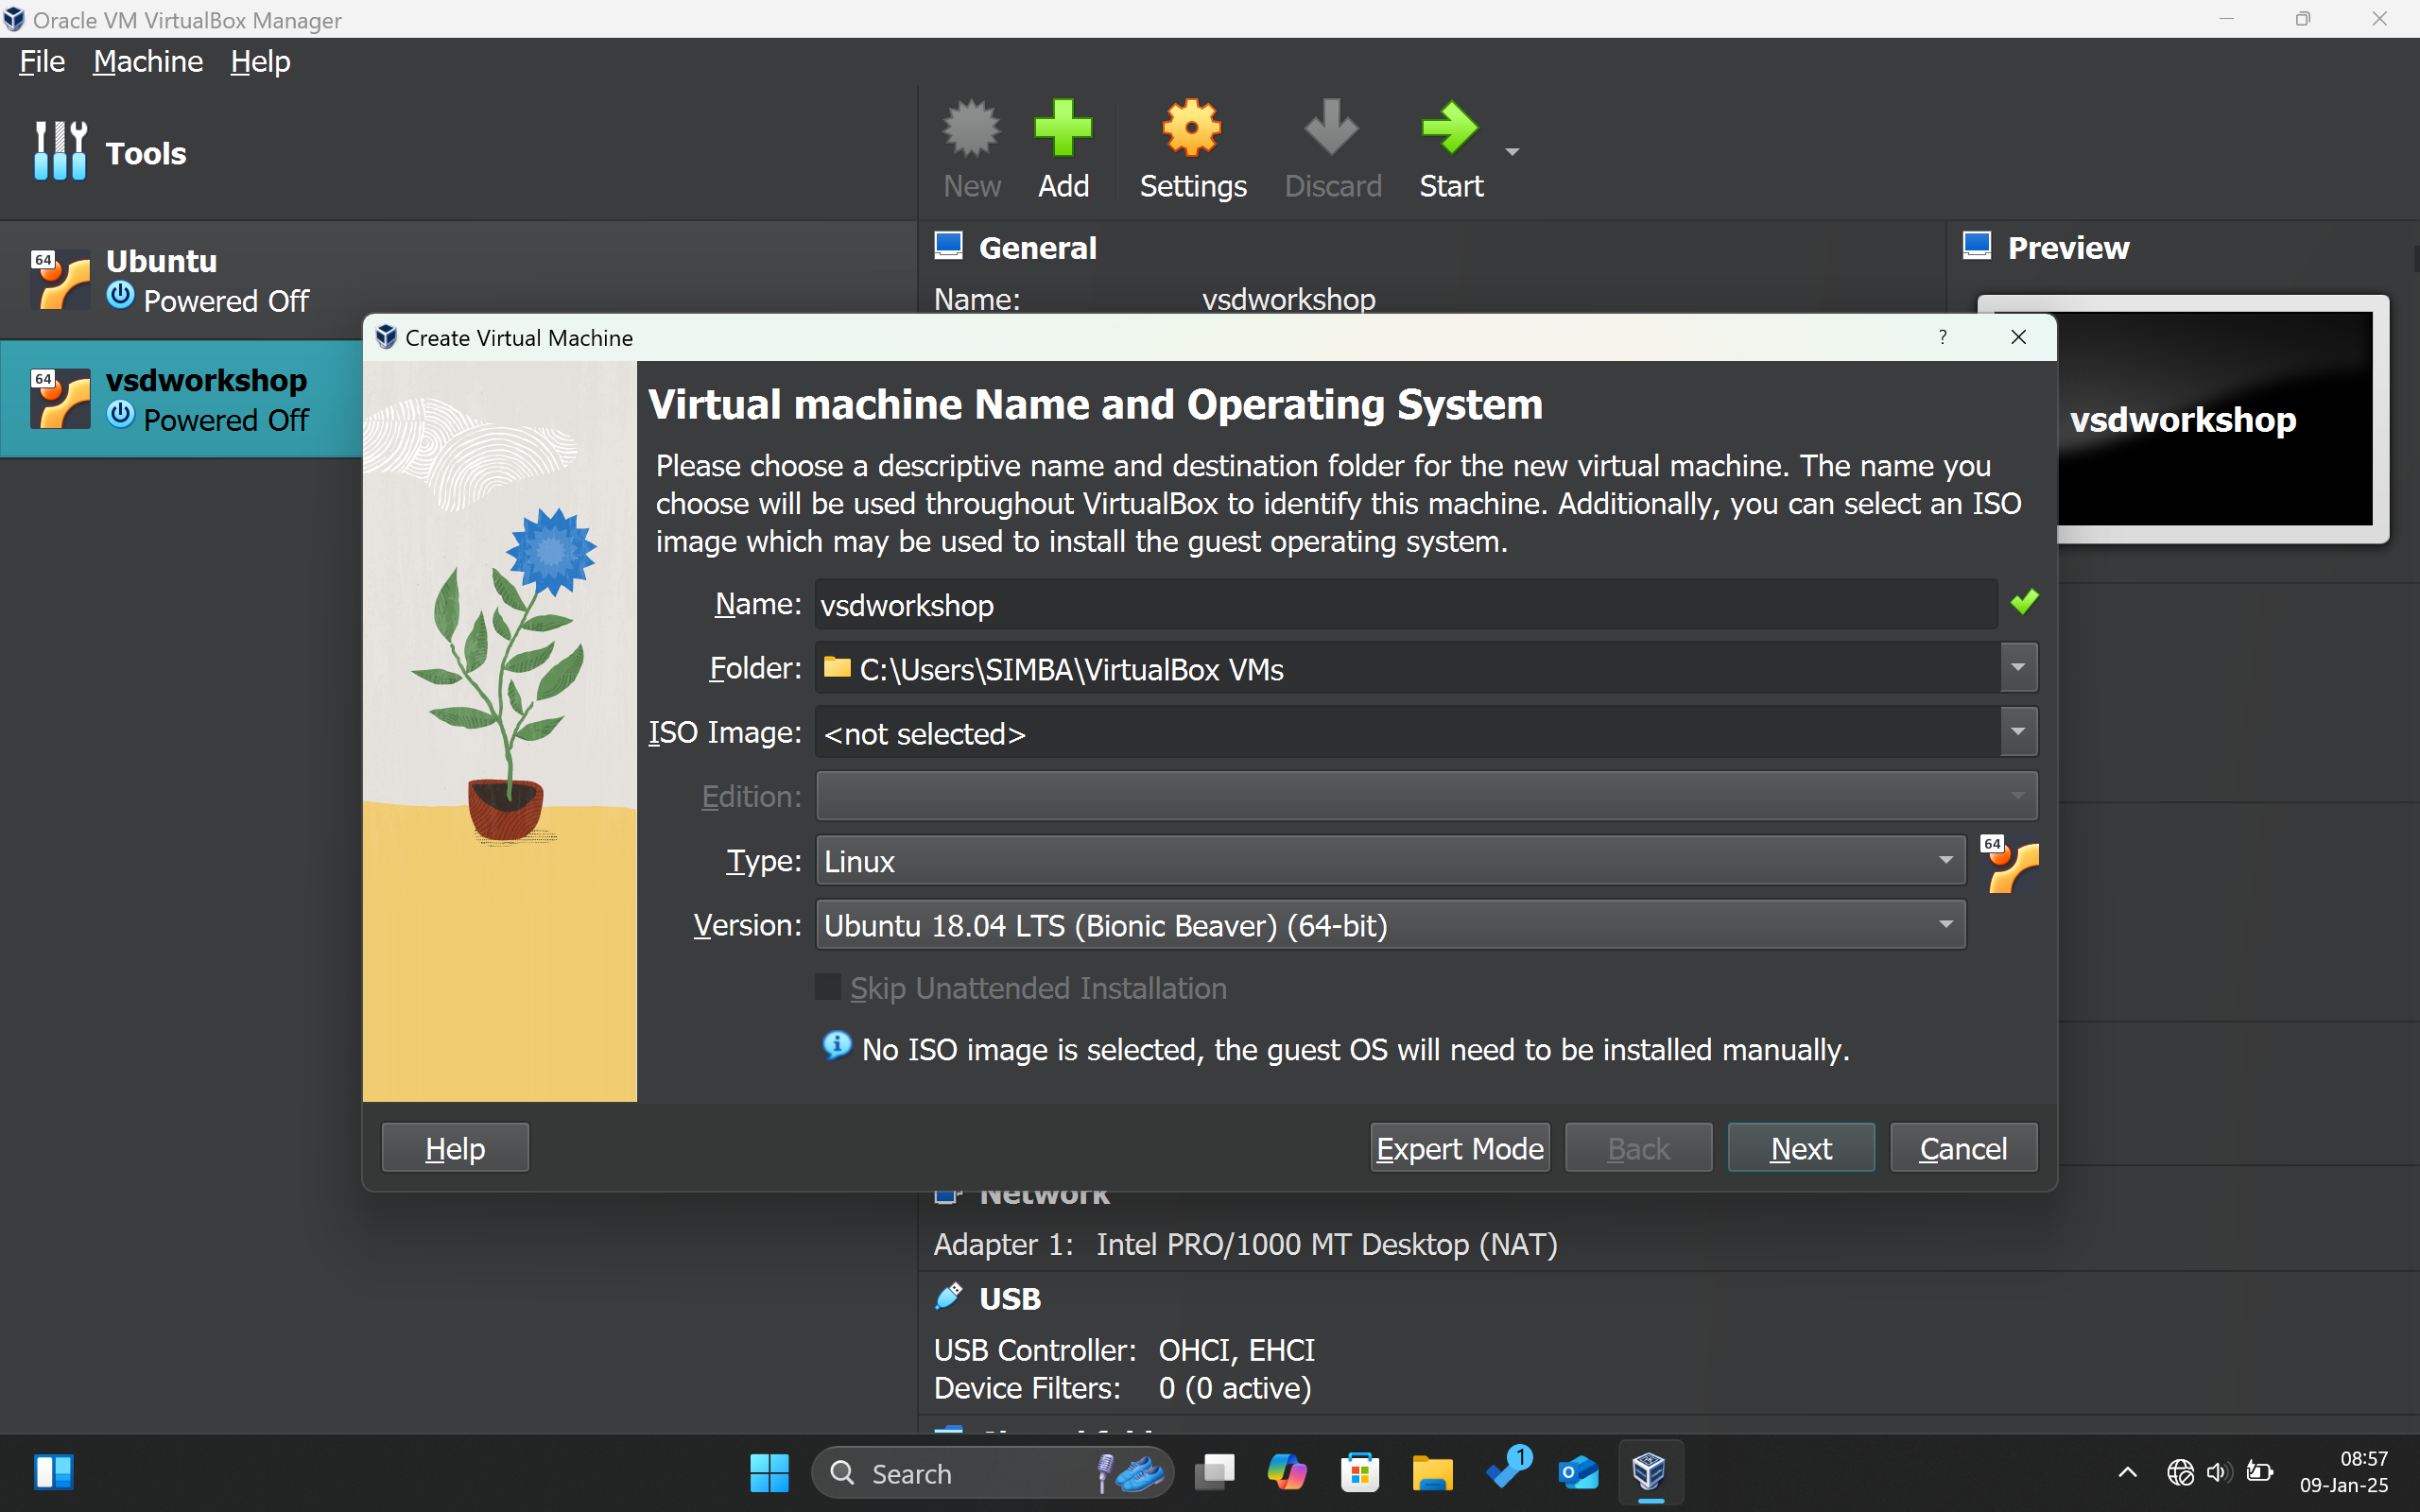 Oracle VM VirtualBox Manager
File Machine Help
Tools
New Add Settings Discard Start
64 Ubuntu
Powered Off
64 vsdworkshop
Powered Off
General
Name: vsdworkshop
Preview
vsdworkshop
Create Virtual Machine ?
Virtual machine Name and Operating System
Please choose a descriptive name and destination folder for the new virtual machine. The name you
choose will be used throughout VirtualBox to identify this machine. Additionally, you can select an ISO
image which may be used to install the guest operating system.
Name: vsdworkshop
Folder: C:\Users\SIMBA\VirtualBox VMs
ISO Image: <not selected>
Edition:
Type: Linux 64
Version: Ubuntu 18.04 LTS (Bionic Beaver) (64-bit)
Skip Unattended Installation
No ISO image is selected, the guest OS will need to be installed manually.
Help Expert Mode Back Next Cancel
Network
Adapter 1: Intel PRO/1000 MT Desktop (NAT)
USB
USB Controller: OHCI, EHCI
Device Filters: 0 (0 active)
Search 1 08:57
09-Jan-25